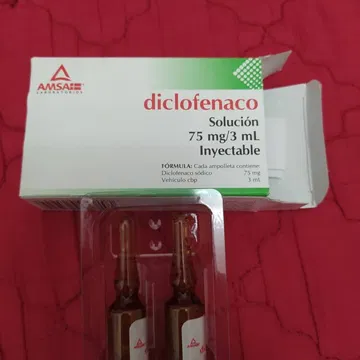 AMSA
LABORATORIOS
diclofenaco
Solución
75 mg/3 mL
Inyectable
FÓRMULA: Cada ampolleta contiene
Diclofenaco sódico 75 mg
Vehículo cbp 3 mL